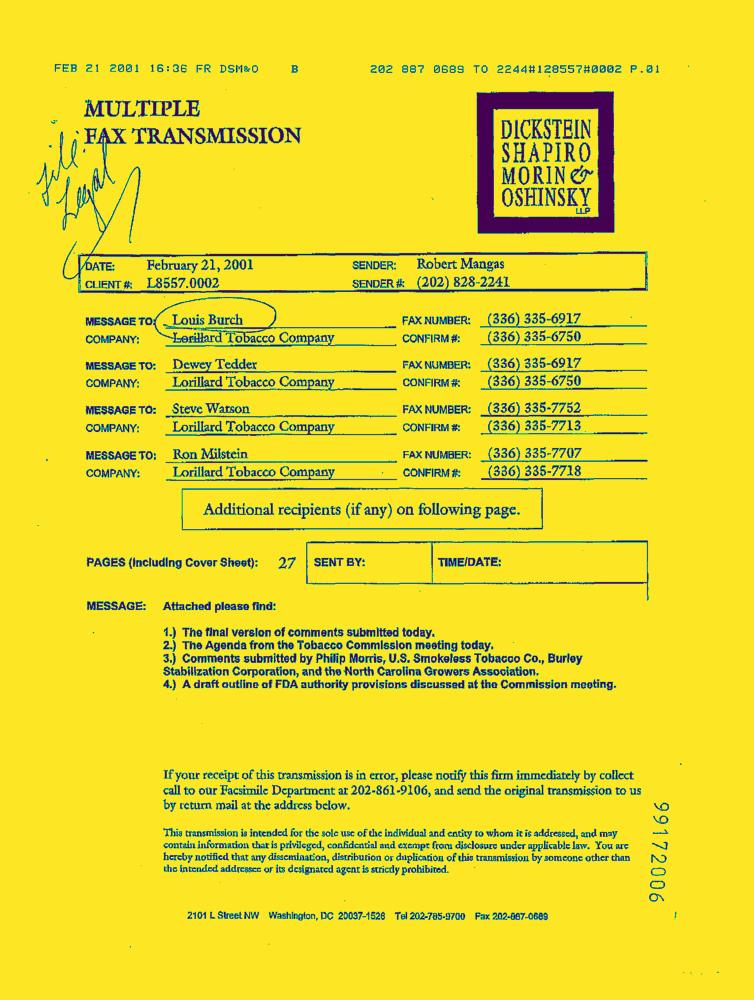 FEB 21 2001 16:36 FR DSM&O B 202 887 0689 TO 2244#128557#0002 P.01
MULTIPLE
FAX TRANSMISSION
File:
Legal
DICKSTEIN
SHAPIRO
MORIN &
OSHINSKY
LLP
DATE: February 21, 2001 SENDER: Robert Mangas
CLIENT #: L8557.0002 SENDER #: (202) 828-2241
MESSAGE TO: Louis Burch FAX NUMBER: (336) 335-6917
COMPANY: Lorillard Tobacco Company CONFIRM #: (336) 335-6750
MESSAGE TO: Dewey Tedder FAX NUMBER: (336) 335-6917
COMPANY: Lorillard Tobacco Company CONFIRM #: (336) 335-6750
MESSAGE TO: Steve Watson FAX NUMBER: (336) 335-7752
COMPANY: Lorillard Tobacco Company CONFIRM #: (336) 335-7713
MESSAGE TO: Ron Milstein FAX NUMBER: (336) 335-7707
COMPANY: Lorillard Tobacco Company CONFIRM #: (336) 335-7718
Additional recipients (if any) on following page.
PAGES (Including Cover Sheet): 27 SENT BY: TIME/DATE:
MESSAGE: Attached please find:
1.) The final version of comments submitted today.
2.) The Agenda from the Tobacco Commission meeting today.
3.) Comments submitted by Philip Morris, U.S. Smokeless Tobacco Co., Burley
Stabilization Corporation, and the North Carolina Growers Association.
4.) A draft outline of FDA authority provisions discussed at the Commission meeting.
If your receipt of this transmission is in error, please notify this firm immediately by collect
call to our Facsimile Department at 202-861-9106, and send the original transmission to us
by return mail at the address below.
This transmission is intended for the sole use of the individual and entity to whom it is addressed, and may
contain information that is privileged, confidential and exempt from disclosure under applicable law. You are
hereby notified that any dissemination, distribution or duplication of this transmission by someone other than
the intended addressee or its designated agent is strictly prohibited.
2101 L Street NW Washington, DC 20037-1526 Tel 202-785-9700 Fax 202-887-0689
99172006